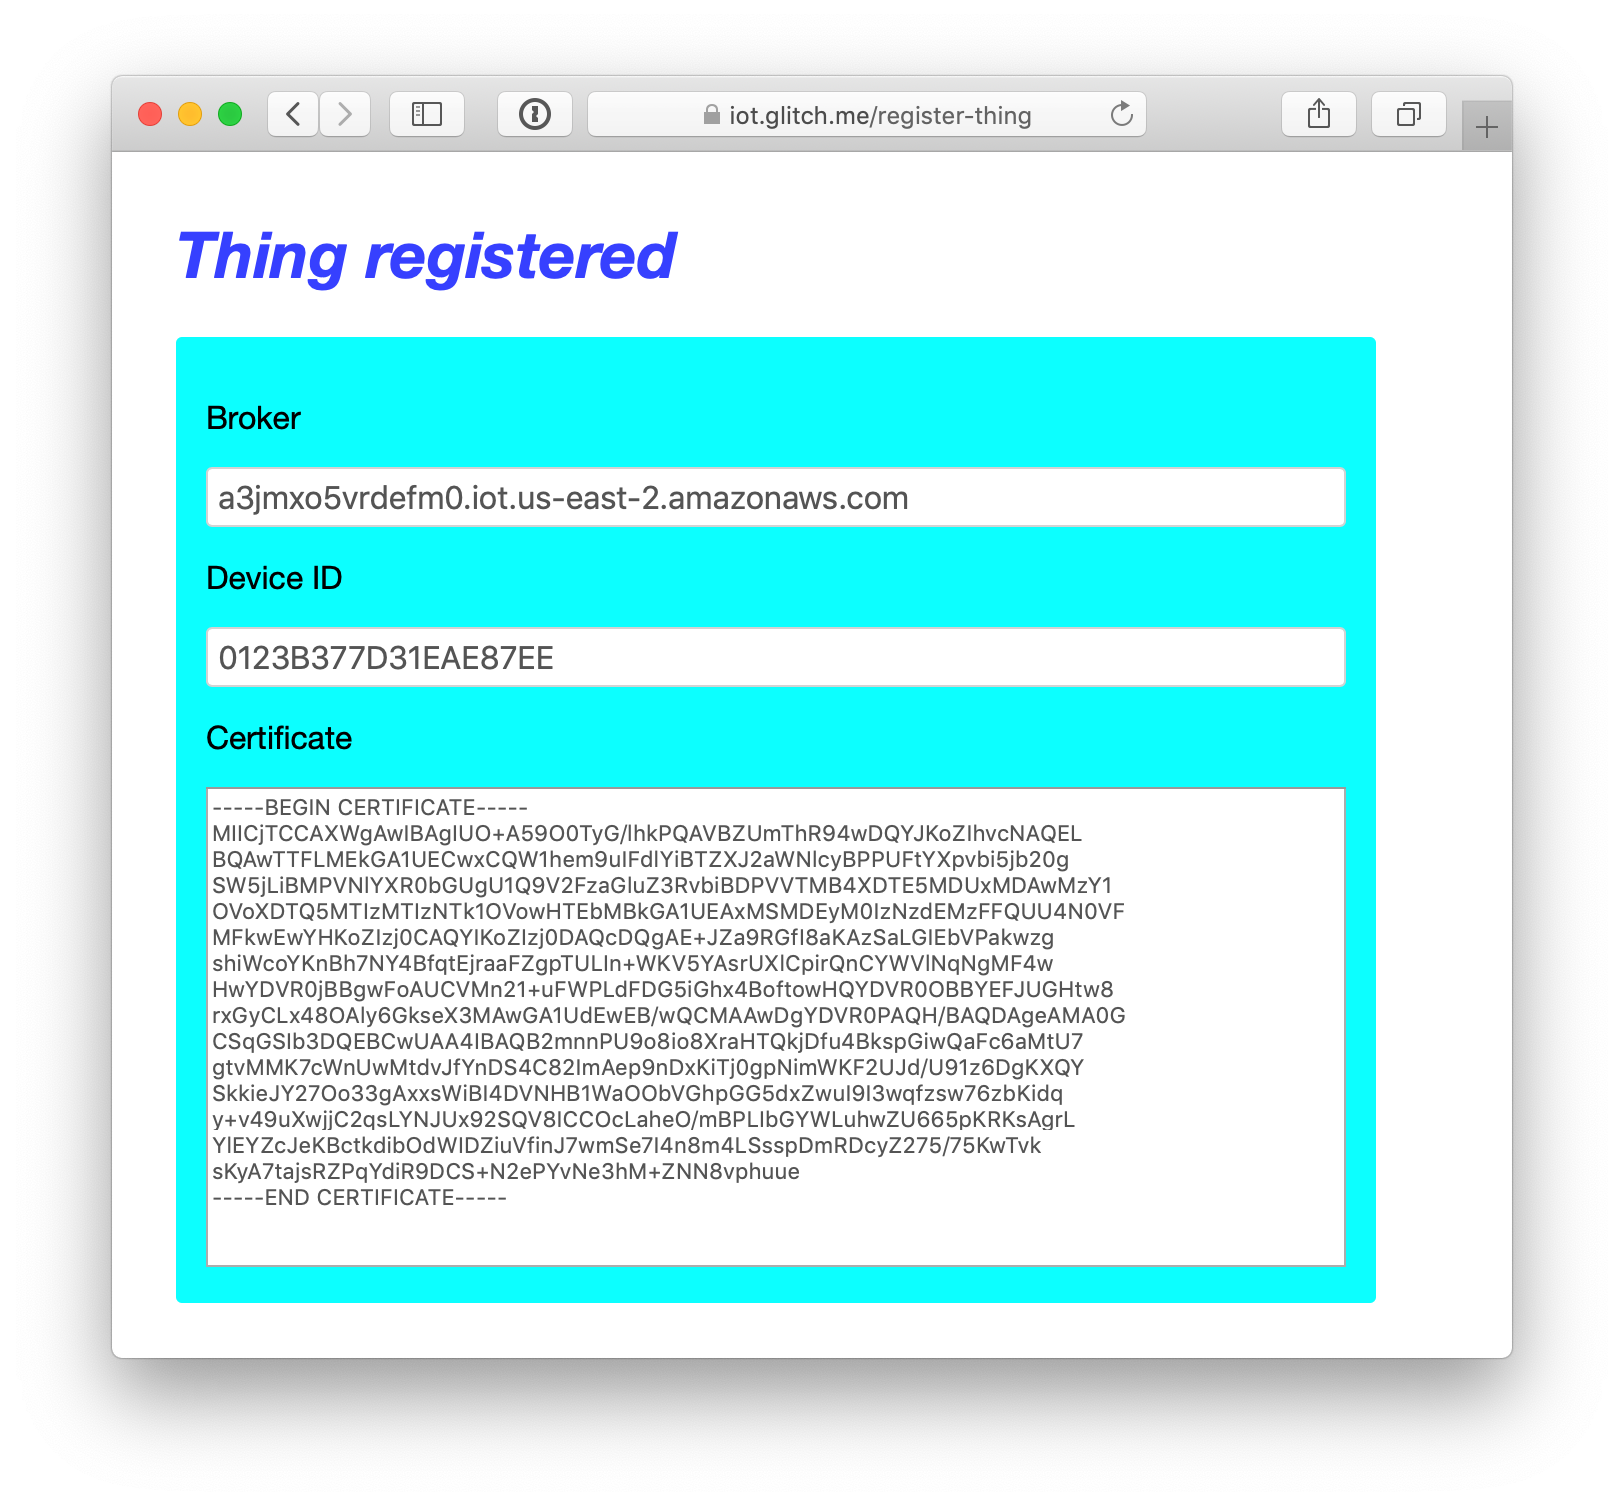 iot.glitch.me/register-thing
Thing registered
Broker
a3jmxo5vrdefm0.iot.us-east-2.amazonaws.com
Device ID
0123B377D31EAE87EE
Certificate
-----BEGIN CERTIFICATE-----
MIICjTCCAXWgAwIBAgIUO+A59O0TyG/lhkPQAVBZUmThR94wDQYJKoZIhvcNAQEL
BQAwTTFLMEkGA1UECwxCQW1hem9uIFdlYiBTZXJ2aWNlcyBPPUFtYXpvbi5jb20g
SW5jLiBMPVNlYXR0bGUgU1Q9V2FzaGluZ3RvbiBDPVVTMB4XDTE5MDUxMDAwMzY1
OVoXDTQ5MTIzMTIzNTk1OVowHTEbMBkGA1UEAxMSMDEyM0IzNzdEMzFFQUU4N0VF
MFkwEwYHKoZIzj0CAQYIKoZIzj0DAQcDQgAE+JZa9RGfI8aKAzSaLGlEbVPakwzg
shiWcoYKnBh7NY4BfqtEjraaFZgpTULIn+WKV5YAsrUXlCpirQnCYWVlNqNgMF4w
HwYDVR0jBBgwFoAUCVMn21+uFWPLdFDG5iGhx4BoftowHQYDVR0OBBYEFJUGHtw8
rxGyCLx48OAly6GkseX3MAwGA1UdEwEB/wQCMAAwDgYDVR0PAQH/BAQDAgeAMA0G
CSqGSIb3DQEBCwUAA4IBAQB2mnnPU9o8io8XraHTQkjDfu4BkspGiwQaFc6aMtU7
gtvMMK7cWnUwMtdvJfYnDS4C82ImAep9nDxKiTj0gpNimWKF2UJd/U91z6DgKXQY
SkkieJY27Oo33gAxxsWiBI4DVNHB1WaOObVGhpGG5dxZwuI9I3wqfzsw76zbKidq
y+v49uXwjjC2qsLYNJUx92SQV8ICCOcLaheO/mBPLIbGYWLuhwZU665pKRKsAgrL
YlEYZcJeKBctkdibOdWIDZiuVfinJ7wmSe7I4n8m4LSsspDmRDcyZ275/75KwTvk
sKyA7tajsRZPqYdiR9DCS+N2ePYvNe3hM+ZNN8vphuue
-----END CERTIFICATE-----